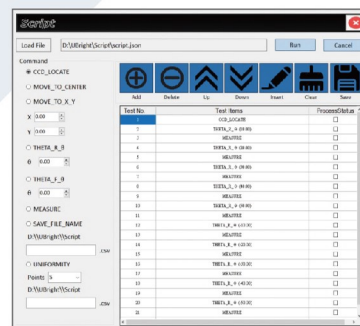 Script
Load File D:\UBright\Script\script.json Run Cancel
Command
CCD_LOCATE
MOVE_TO_CENTER
MOVE_TO_X_Y
X 0.00
Y 0.00
THETA_R_θ
θ 0.00
THETA_F_θ
θ 0.00
MEASURE
SAVE_FILE_NAME
D:\\UBright\\Script
.csv
UNIFORMITY
Points 5
D:\\UBright\\Script
.csv
Add Delete Up Down Insert Clear Save
Test No. Test Items ProcessStatus
1 CCD_LOCATE
2
3 MEASURE
4
5 MEASURE
6
7 MEASURE
8
9 MEASURE
10
11 MEASURE
12
13 MEASURE
14
15 MEASURE
16
17 MEASURE
18
19 MEASURE
20
21 MEASURE